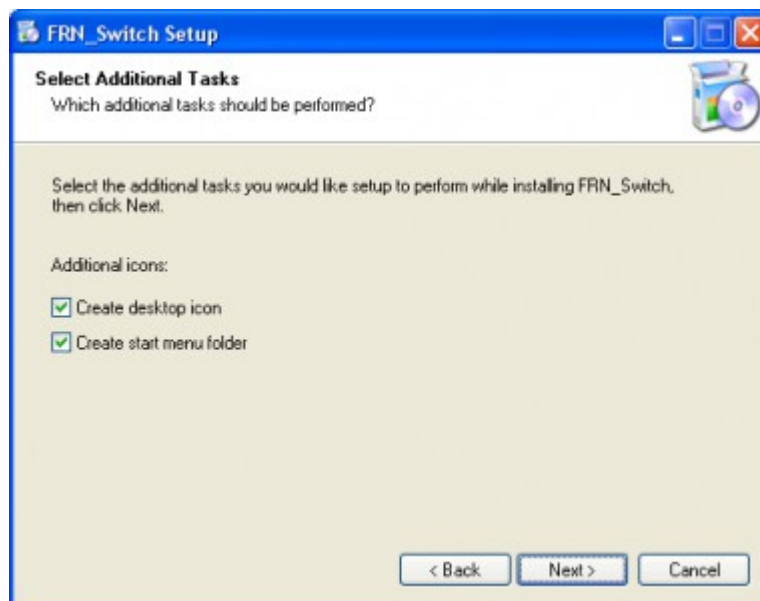 FRN_Switch Setup
Select Additional Tasks
Which additional tasks should be performed?
Select the additional tasks you would like setup to perform while installing FRN_Switch,
then click Next.
Additional icons:
Create desktop icon
Create start menu folder
< Back Next > Cancel